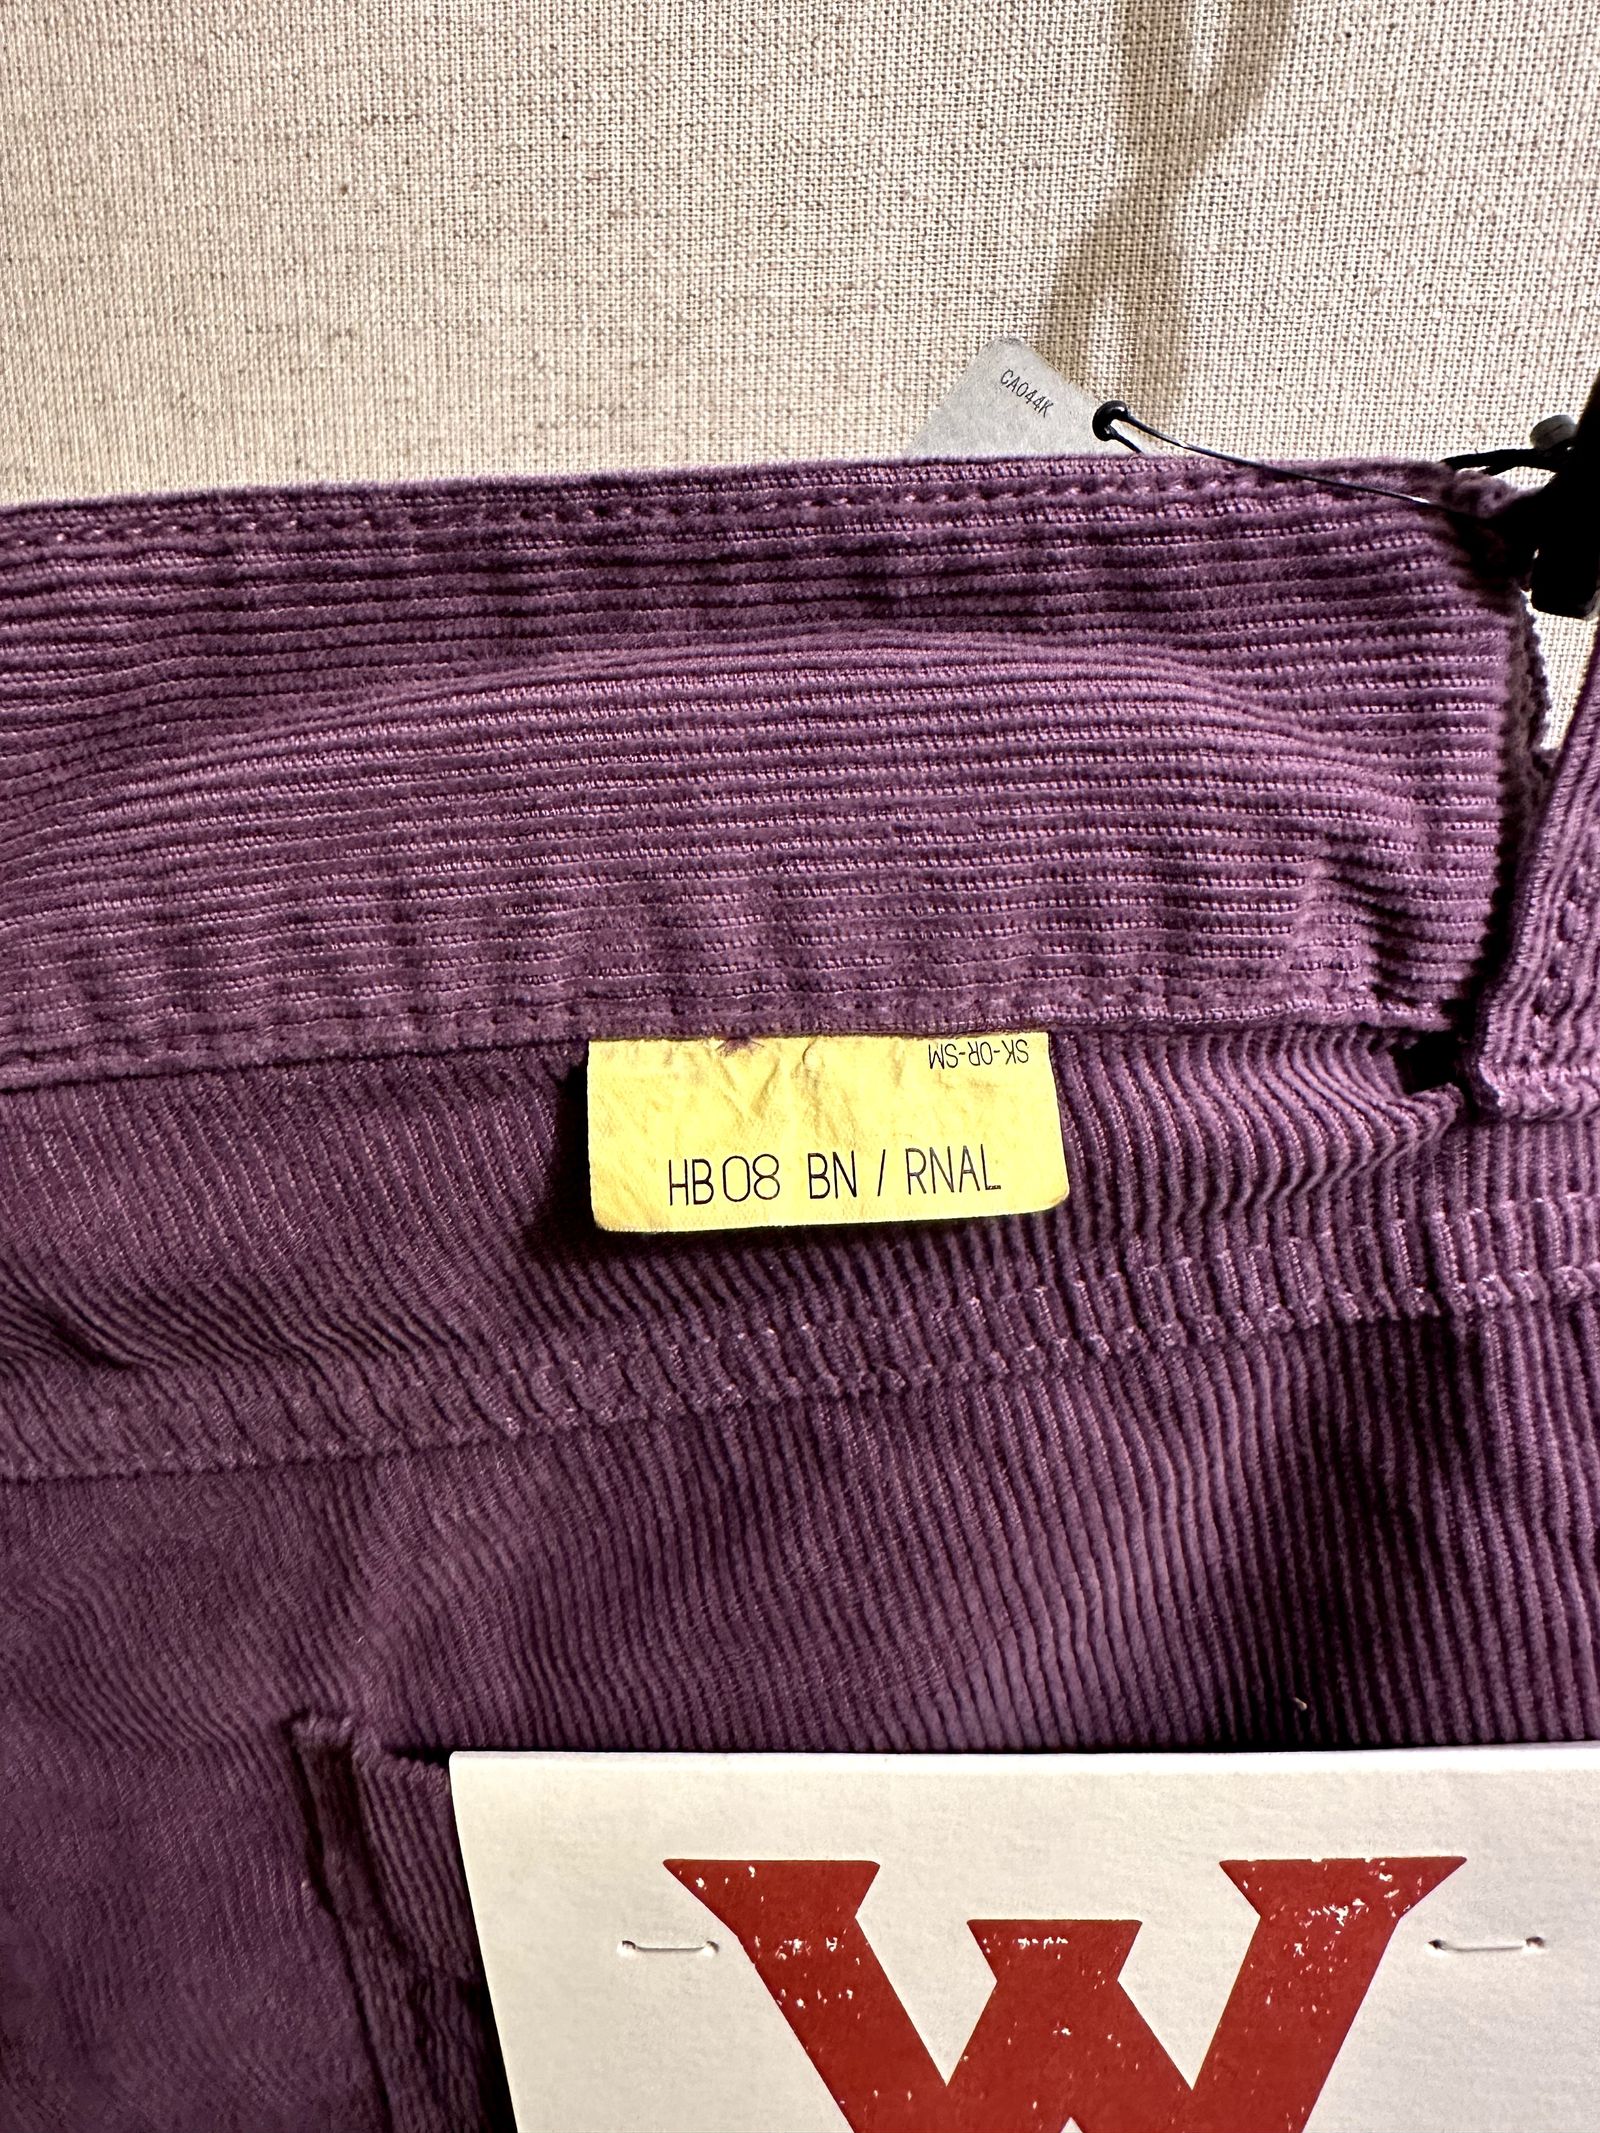 CA044K
SK-OR-SM
HB08 BN / RNAL
W